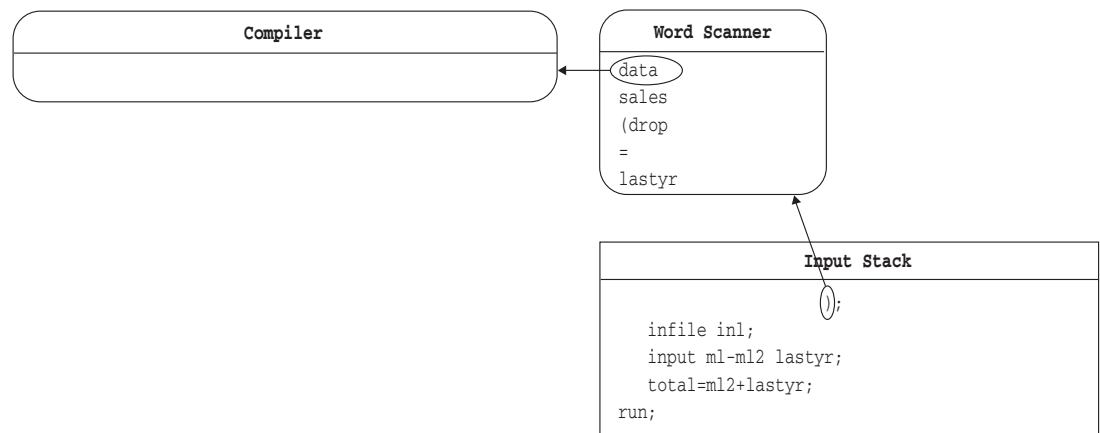 Compiler
Word Scanner
data
sales
(drop
=
lastyr
Input Stack
);
infile in1;
input m1-m12 lastyr;
total=m12+lastyr;
run;